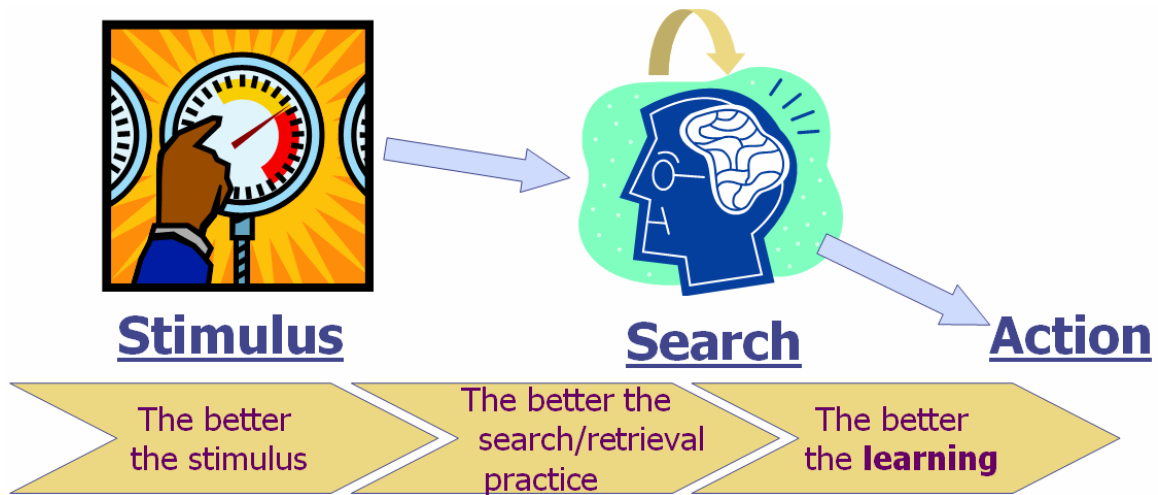 Stimulus
Search
Action
The better
the stimulus
The better the
search/retrieval
practice
The better
the learning